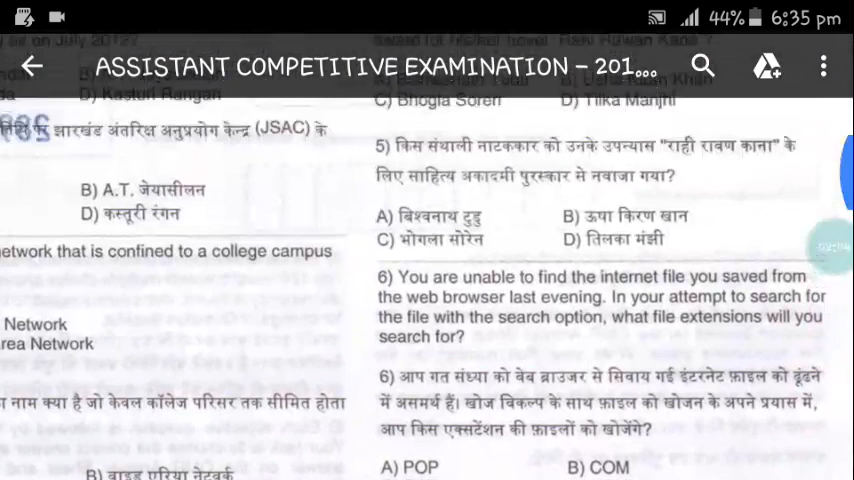 44% 6:35 pm
ASSISTANT COMPETITIVE EXAMINATION – 201...
D) Kasturi Rangan
झारखंड अंतरिक्ष अनुप्रयोग केन्द्र (JSAC) के
B) A.T. जेयासीलन
D) कस्तूरी रंगन
network that is confined to a college campus
Network
rea Network
नाम क्या है जो केवल कॉलेज परिसर तक सीमित होता
B) वाइड एरिया नेटवर्क
C) Bhogla Soren D) Tilka Manjhi
5) किस संथाली नाटककार को उनके उपन्यास "राही रावण काना" के
लिए साहित्य अकादमी पुरस्कार से नवाजा गया?
A) बिश्वनाथ टुडु B) ऊषा किरण खान
C) भोगला सोरेन D) तिलका मंझी
6) You are unable to find the internet file you saved from
the web browser last evening. In your attempt to search for
the file with the search option, what file extensions will you
search for?
6) आप गत संध्या को वेब ब्राउजर से सिवाय गई इंटरनेट फ़ाइल को ढूंढने
में असमर्थ हैं। खोज विकल्प के साथ फ़ाइल को खोजन के अपने प्रयास में,
आप किस एक्सटेंशन की फ़ाइलों को खोजेंगे?
A) POP B) COM